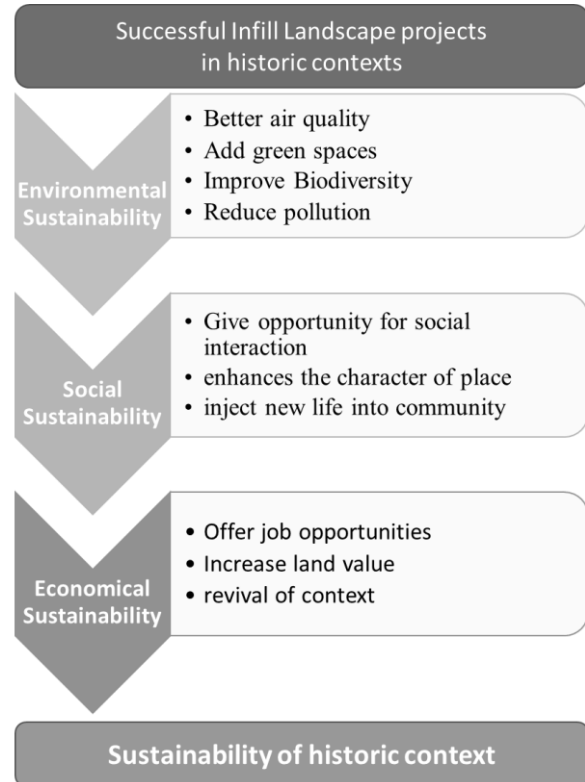 Successful Infill Landscape projects
in historic contexts
Environmental
Sustainability
• Better air quality
• Add green spaces
• Improve Biodiversity
• Reduce pollution
Social
Sustainability
• Give opportunity for social
interaction
• enhances the character of place
• inject new life into community
Economical
Sustainability
• Offer job opportunities
• Increase land value
• revival of context
Sustainability of historic context